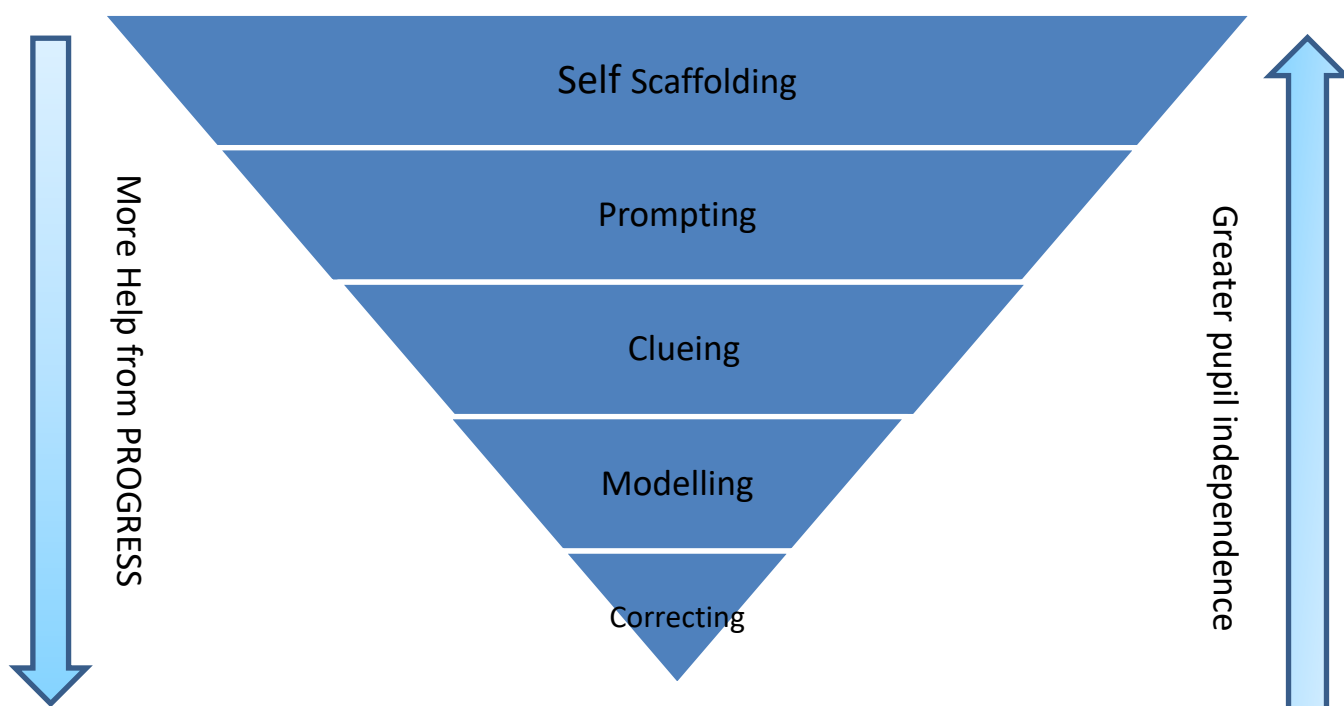 Self Scaffolding
Prompting
Clueing
Modelling
Correcting
More Help from PROGRESS
Greater pupil independence